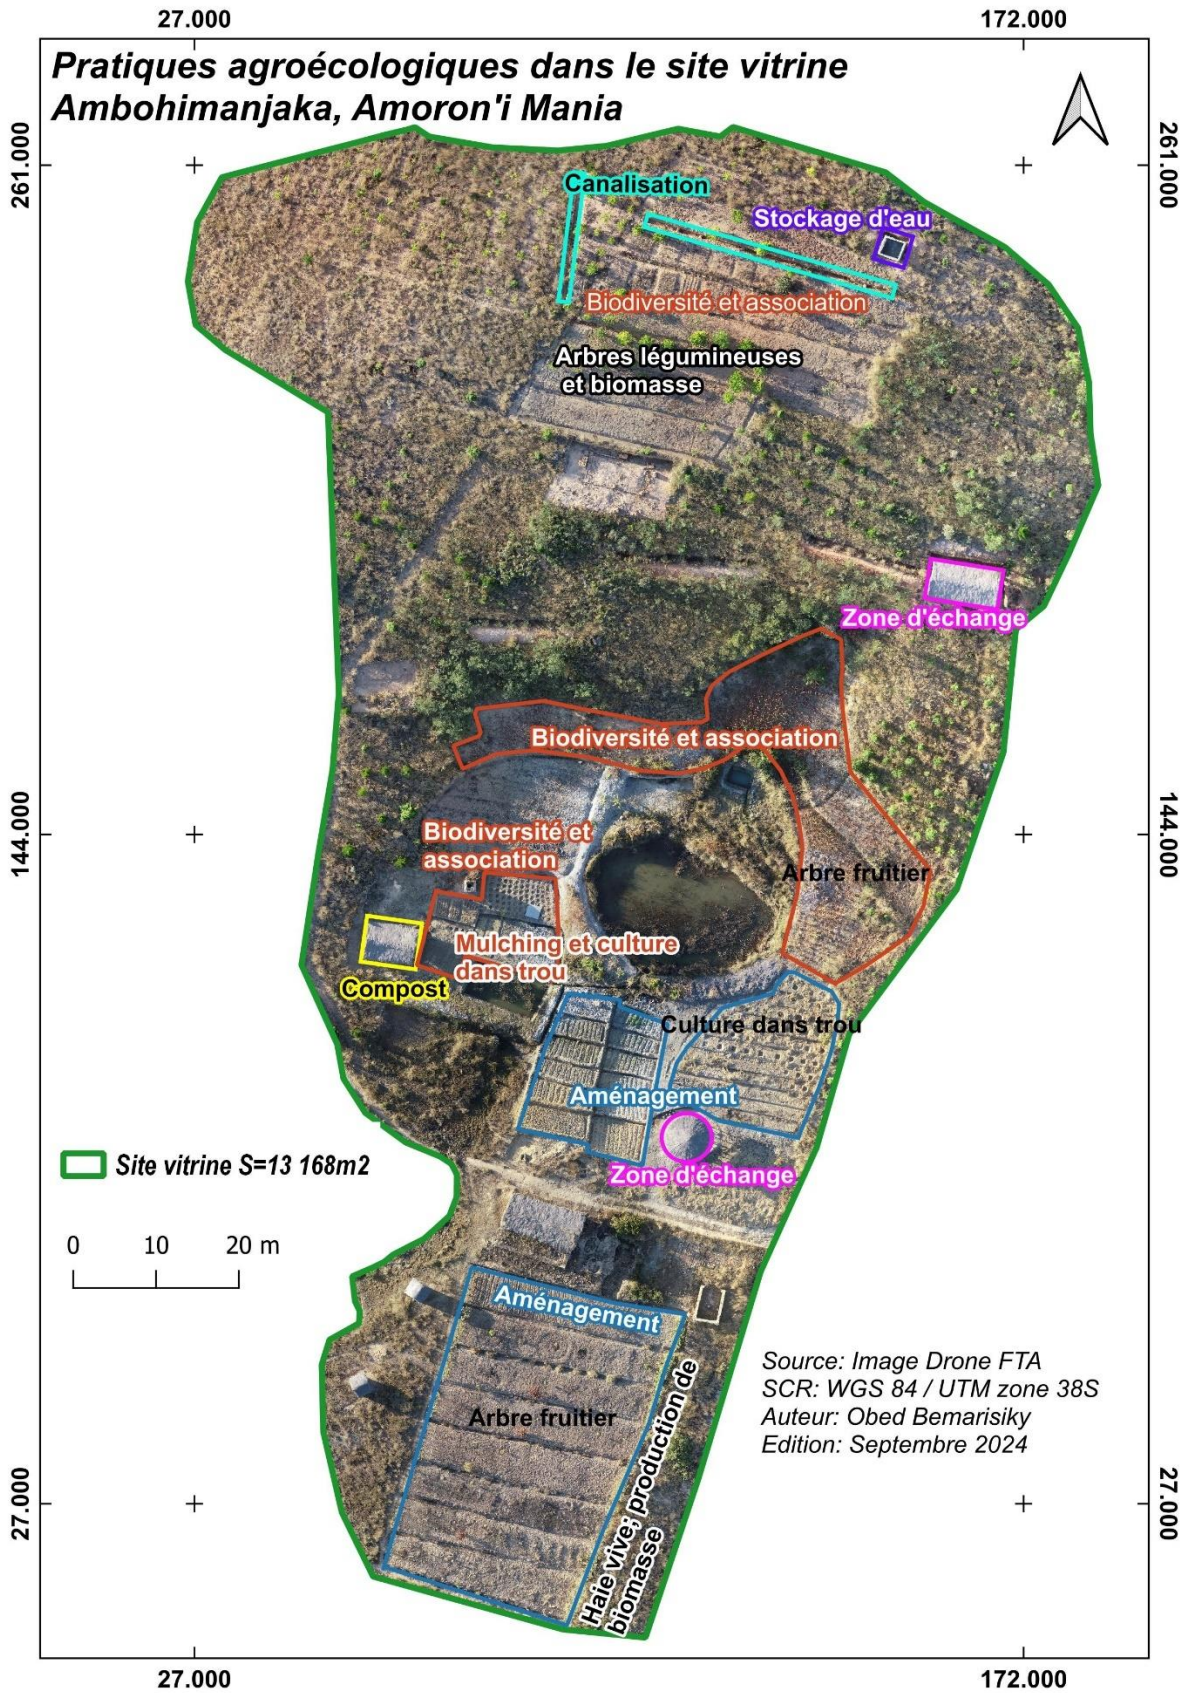 27.000
172.000
Pratiques agroécologiques dans le site vitrine
Ambohimanjaka, Amoron'i Mania
261.000
261.000
Canalisation
Stockage d'eau
Biodiversité et association
Arbres légumineuses
et biomasse
Zone d'échange
Biodiversité et association
144.000
144.000
Biodiversité et
association
Arbre fruitier
Mulching et culture
dans trou
Compost
Culture dans trou
Aménagement
Site vitrine S=13 168m2
Zone d'échange
0 10 20 m
Aménagement
Source: Image Drone FTA
SCR: WGS 84 / UTM zone 38S
Auteur: Obed Bemarisiky
Edition: Septembre 2024
Arbre fruitier
Haie vive; production de
biomasse
27.000
27.000
27.000
172.000